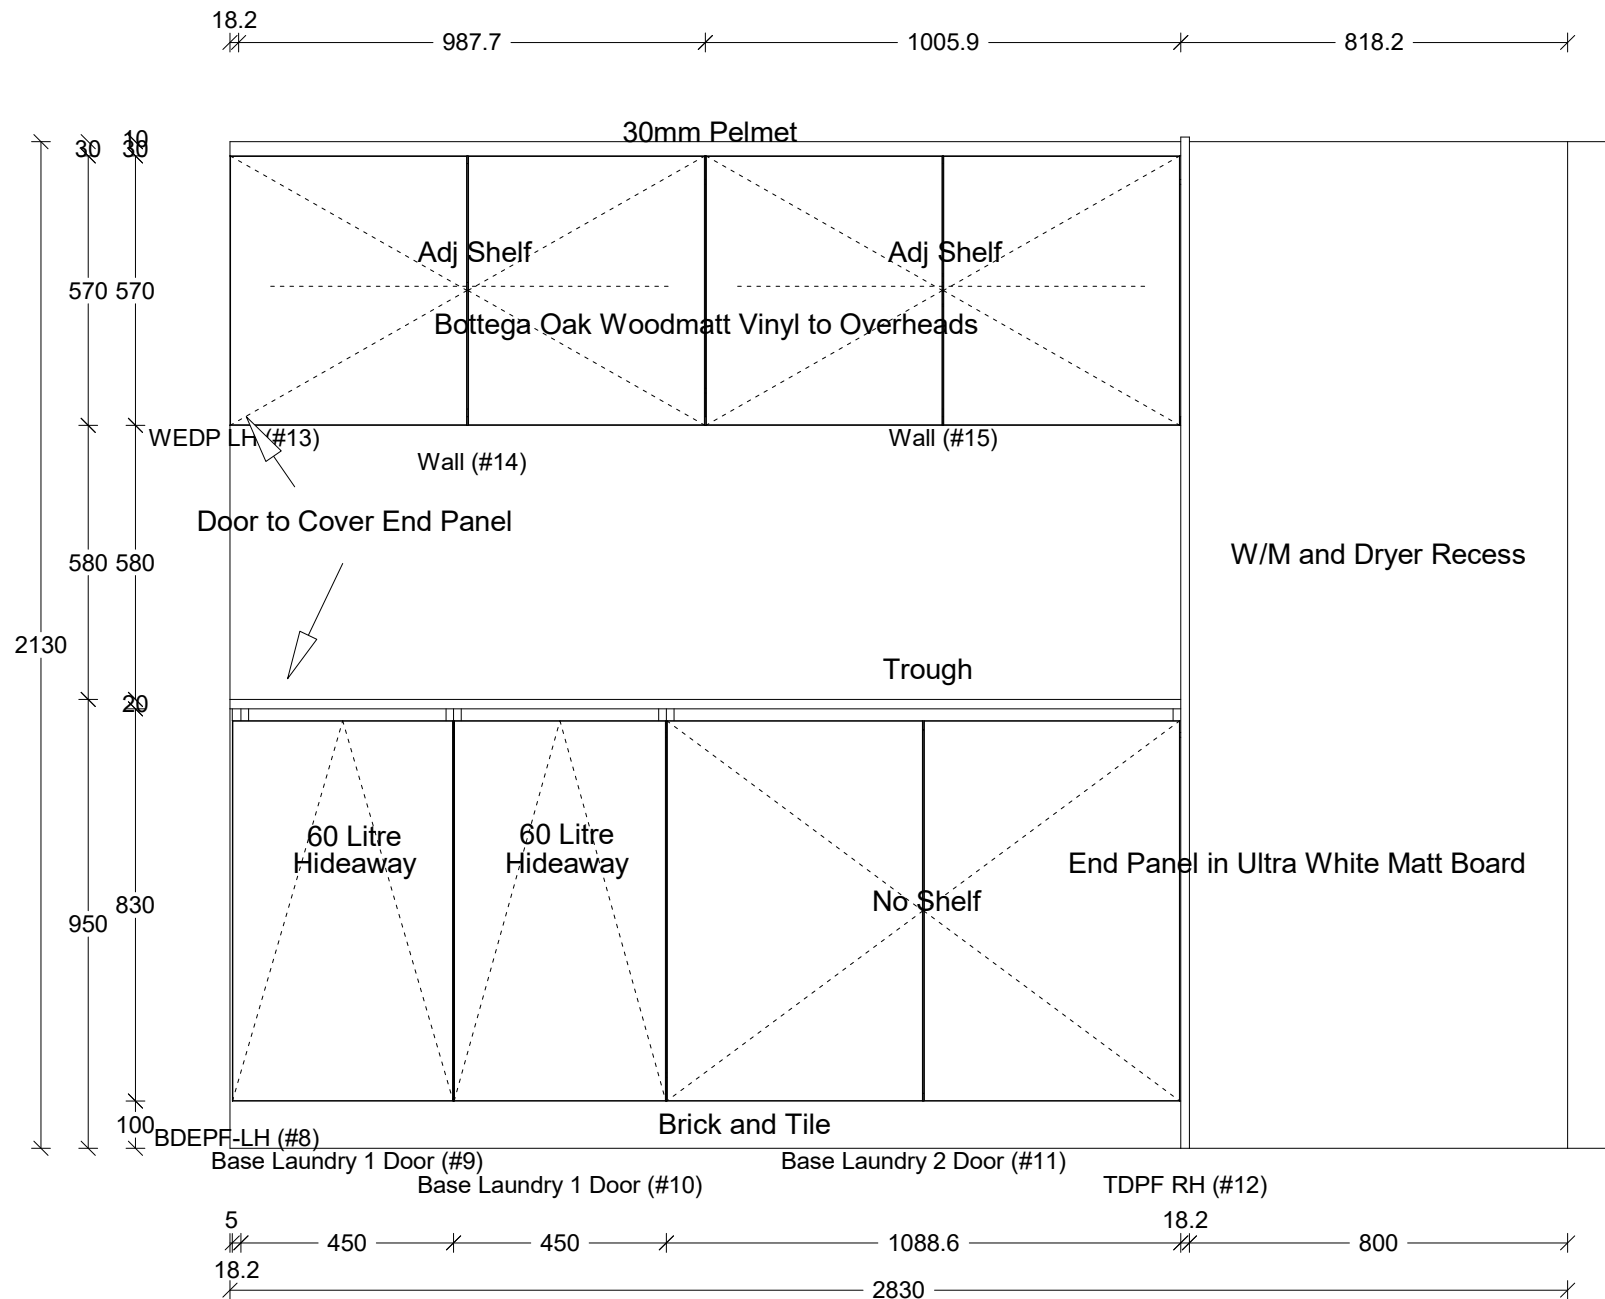 18.2
987.7
1005.9
818.2
30mm Pelmet
10
30
30
Adj Shelf
Adj Shelf
570
570
Bottega Oak Woodmatt Vinyl to Overheads
WEDP LH (#13)
Wall (#15)
Wall (#14)
Door to Cover End Panel
W/M and Dryer Recess
580
580
2130
Trough
20
60 Litre
Hideaway
60 Litre
Hideaway
End Panel in Ultra White Matt Board
No Shelf
830
950
100
Brick and Tile
BDEPF-LH (#8)
Base Laundry 1 Door (#9)
Base Laundry 2 Door (#11)
Base Laundry 1 Door (#10)
TDPF RH (#12)
5
18.2
450
450
1088.6
800
18.2
2830